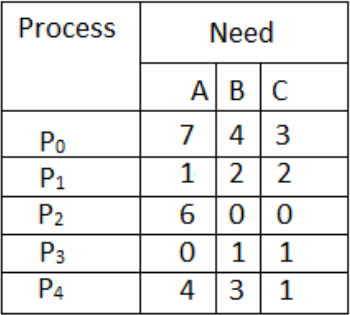 Process Need
A B C
P₀ 7 4 3
P₁ 1 2 2
P₂ 6 0 0
P₃ 0 1 1
P₄ 4 3 1